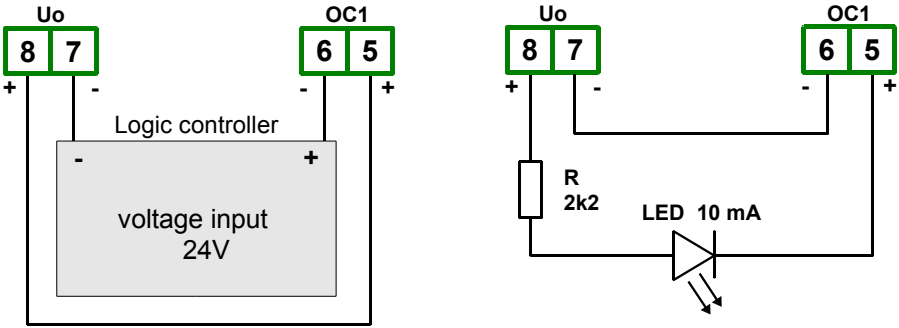 Uo
OC1
8 7
6 5
+ -
- +
Logic controller
- +
voltage input
24V
Uo
OC1
8 7
6 5
+ -
- +
R
2k2
LED 10 mA